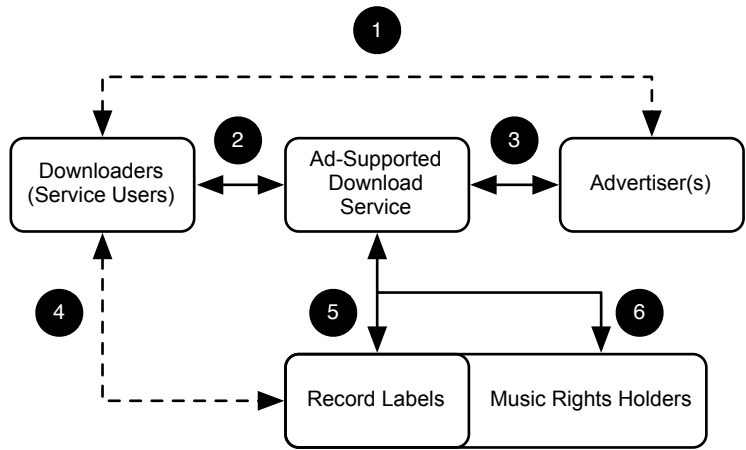 1
2
3
Downloaders
(Service Users)
Ad-Supported
Download
Service
Advertiser(s)
4
5
6
Record Labels
Music Rights Holders